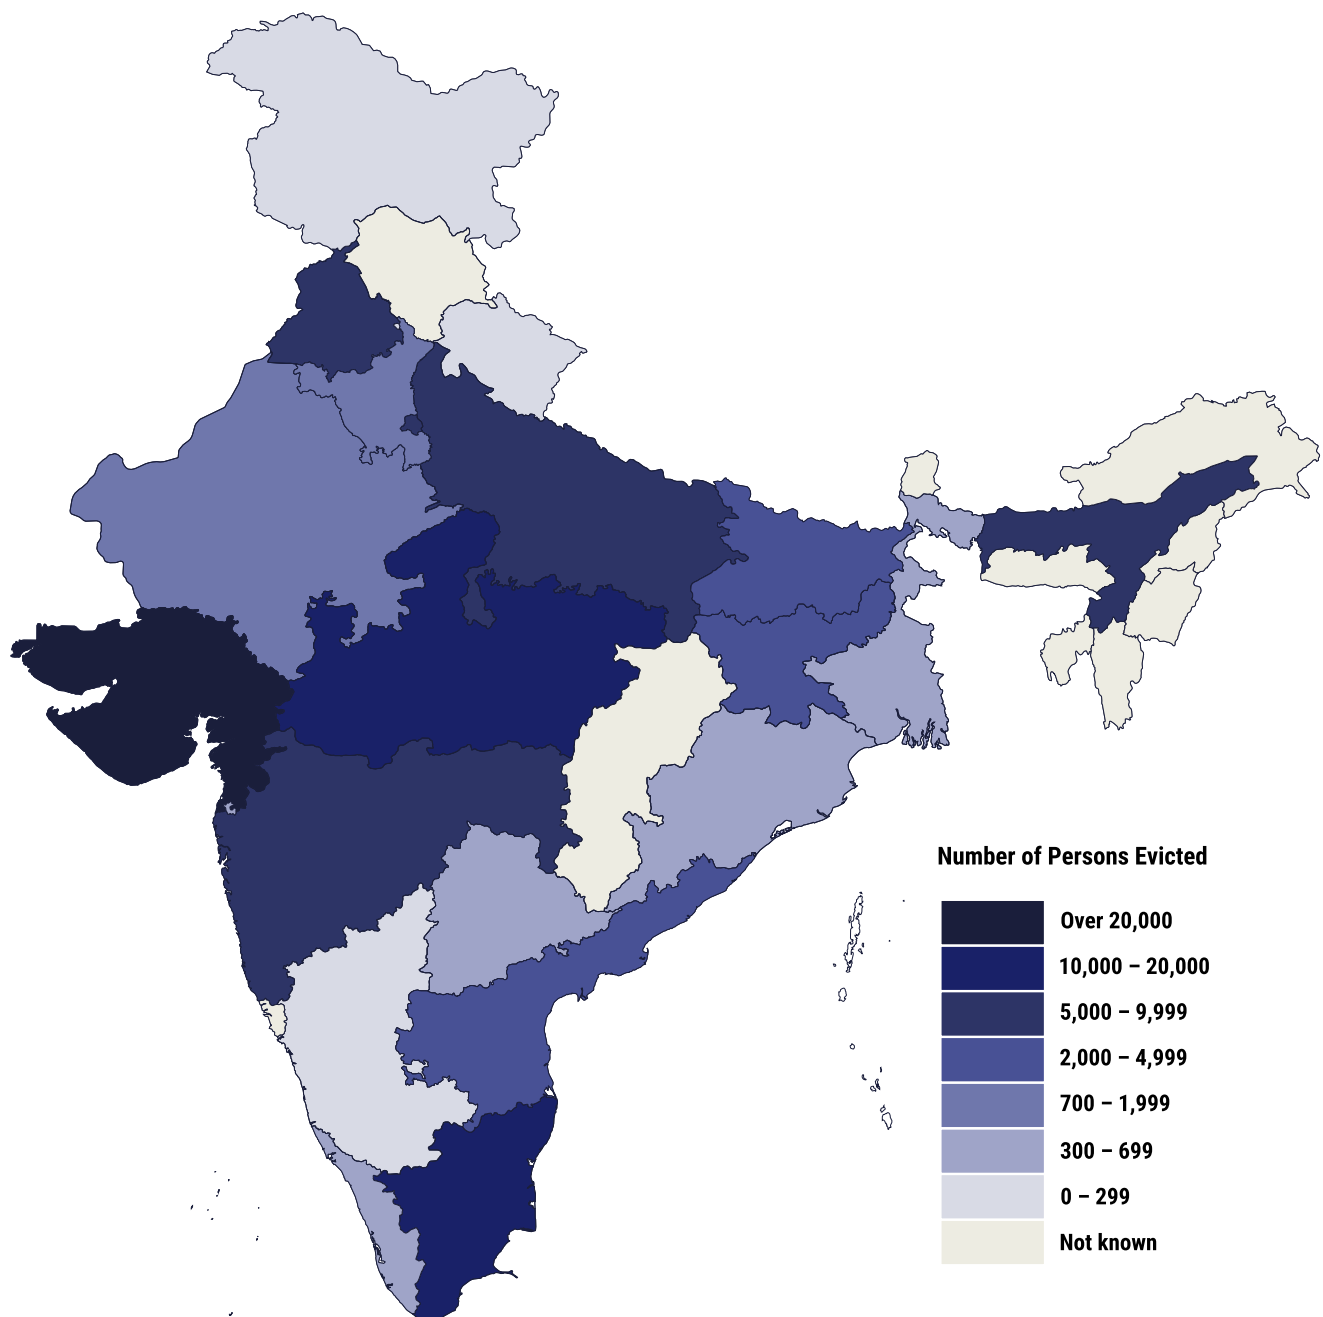 Number of Persons Evicted
Over 20,000
10,000 – 20,000
5,000 – 9,999
2,000 – 4,999
700 – 1,999
300 – 699
0 – 299
Not known